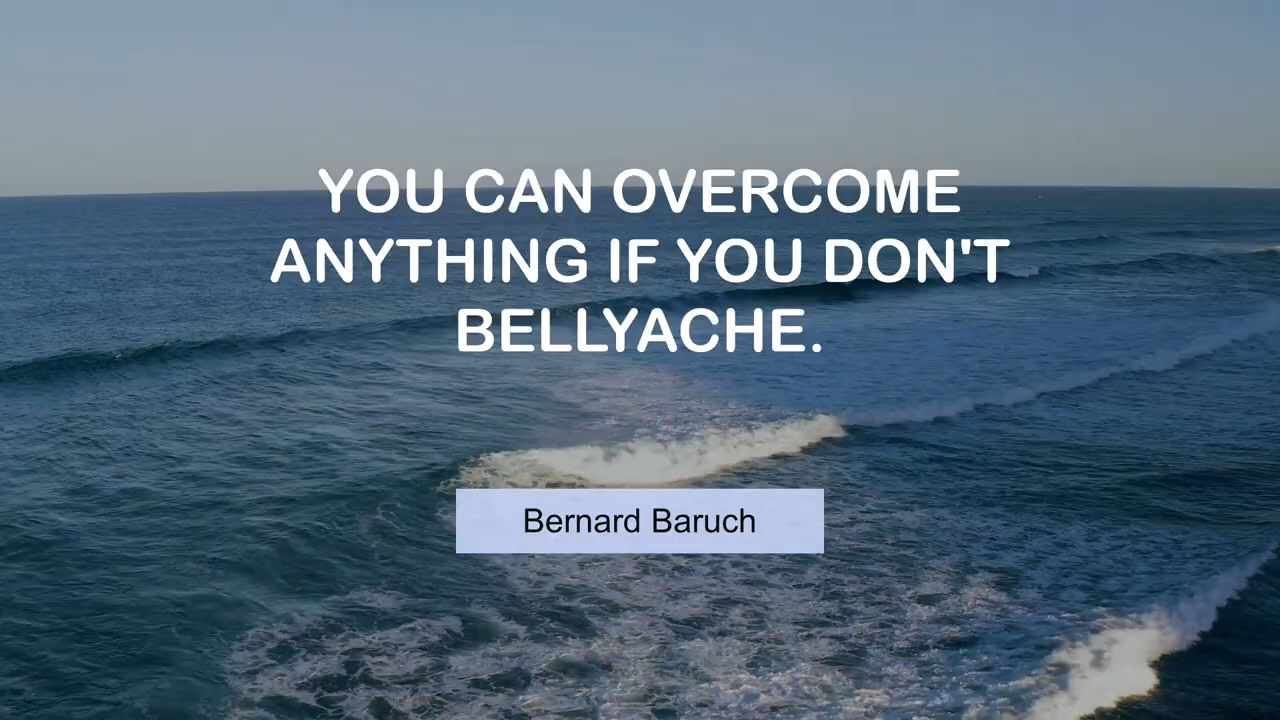 YOU CAN OVERCOME
ANYTHING IF YOU DON'T
BELLYACHE.
Bernard Baruch